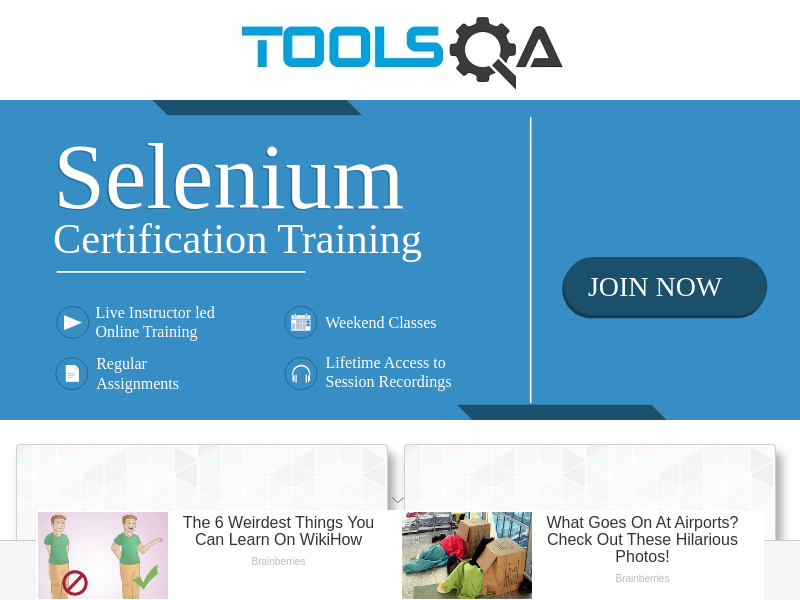 TOOLSQA
Selenium
Certification Training
JOIN NOW
Live Instructor led
Online Training
Weekend Classes
Regular
Assignments
Lifetime Access to
Session Recordings
The 6 Weirdest Things You
Can Learn On WikiHow
Brainberries
What Goes On At Airports?
Check Out These Hilarious
Photos!
Brainberries